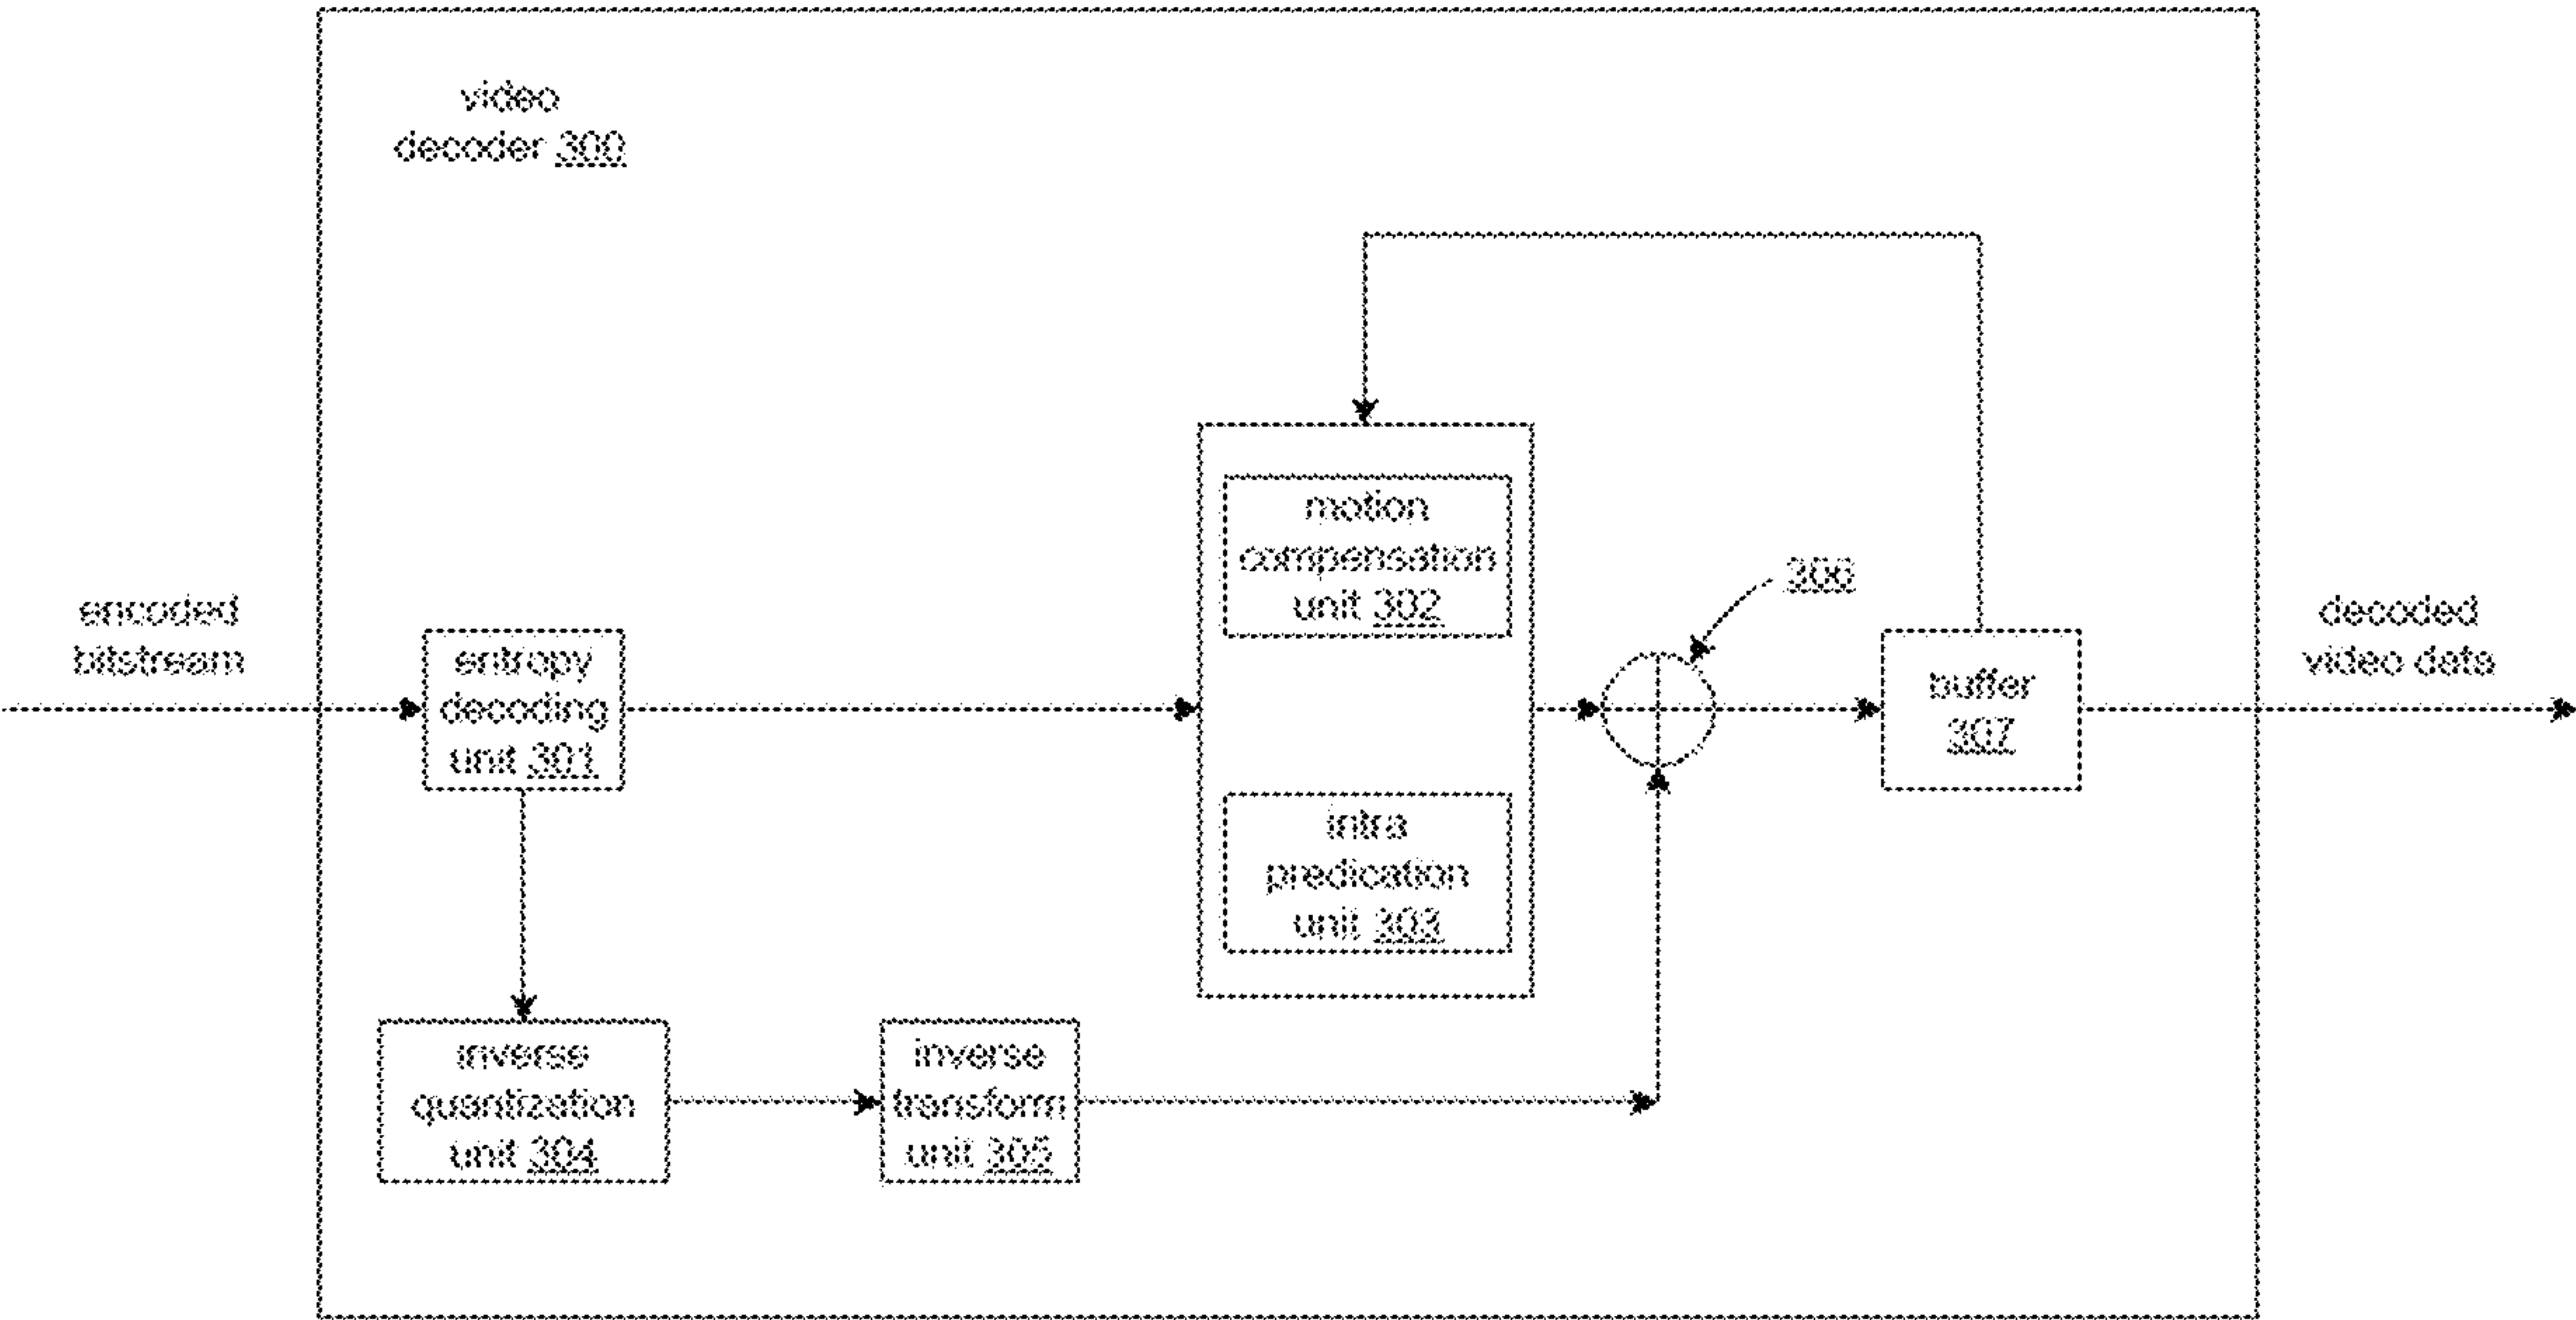 video
decoder 300
motion
compensation
unit 302
306
encoded
bitstream
entropy
decoding
unit 301
buffer
307
decoded
video data
intra
predication
unit 303
inverse
quantization
unit 304
inverse
transform
unit 305